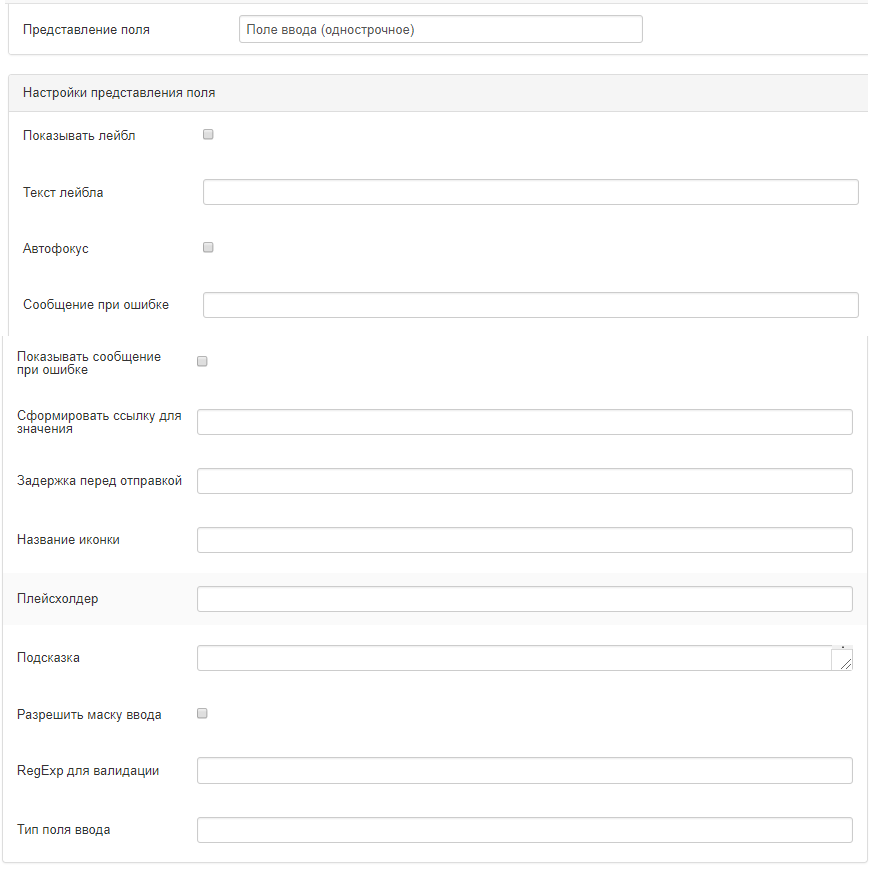 Представление поля
Поле ввода (однострочное)
Настройки представления поля
Показывать лейбл
Текст лейбла
Автофокус
Сообщение при ошибке
Показывать сообщение
при ошибке
Сформировать ссылку для
значения
Задержка перед отправкой
Название иконки
Плейсхолдер
Подсказка
Разрешить маску ввода
RegExp для валидации
Тип поля ввода